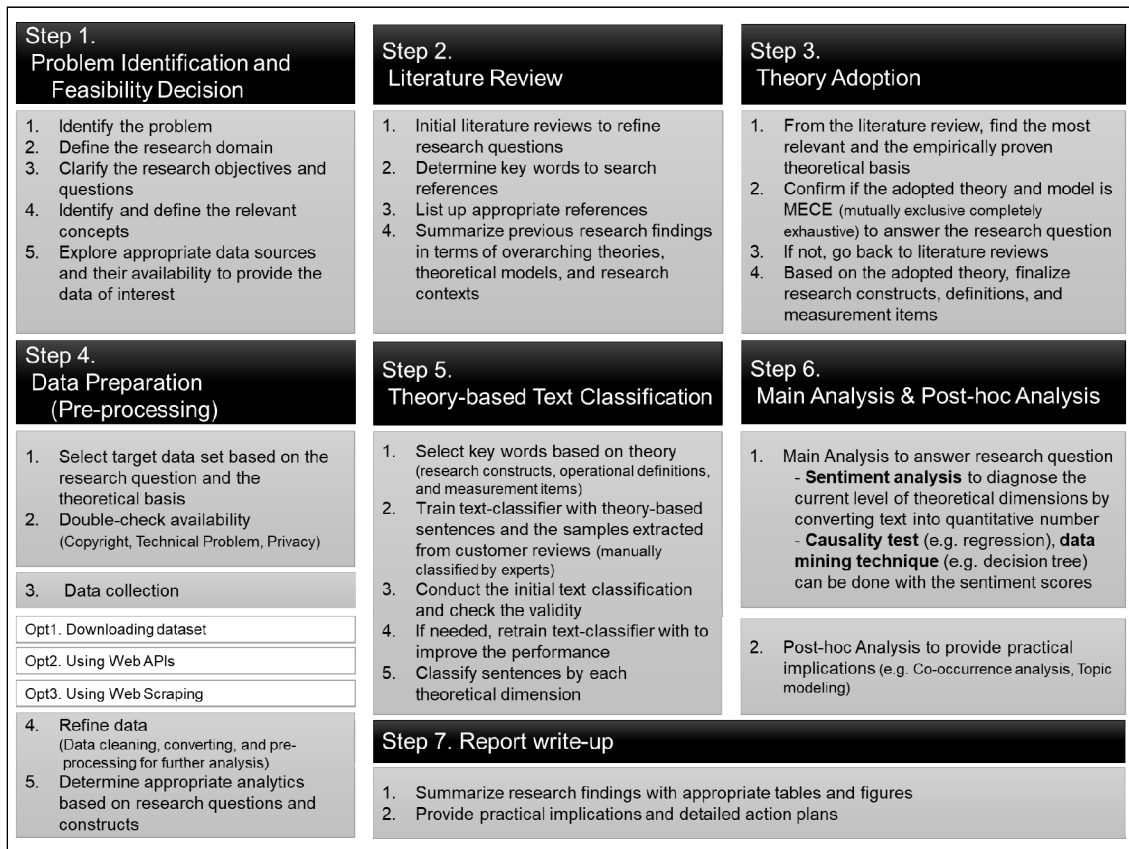 Step 1.
Problem Identification and
Feasibility Decision
1. Identify the problem
2. Define the research domain
3. Clarify the research objectives and
questions
4. Identify and define the relevant
concepts
5. Explore appropriate data sources
and their availability to provide the
data of interest
Step 2.
Literature Review
1. Initial literature reviews to refine
research questions
2. Determine key words to search
references
3. List up appropriate references
4. Summarize previous research findings
in terms of overarching theories,
theoretical models, and research
contexts
Step 3.
Theory Adoption
1. From the literature review, find the most
relevant and the empirically proven
theoretical basis
2. Confirm if the adopted theory and model is
MECE (mutually exclusive completely
exhaustive) to answer the research question
3. If not, go back to literature reviews
4. Based on the adopted theory, finalize
research constructs, definitions, and
measurement items
Step 4.
Data Preparation
(Pre-processing)
1. Select target data set based on the
research question and the
theoretical basis
2. Double-check availability
(Copyright, Technical Problem, Privacy)
3. Data collection
Opt1. Downloading dataset
Opt2. Using Web APIs
Opt3. Using Web Scraping
4. Refine data
(Data cleaning, converting, and pre-
processing for further analysis)
5. Determine appropriate analytics
based on research questions and
constructs
Step 5.
Theory-based Text Classification
1. Select key words based on theory
(research constructs, operational definitions,
and measurement items)
2. Train text-classifier with theory-based
sentences and the samples extracted
from customer reviews (manually
classified by experts)
3. Conduct the initial text classification
and check the validity
4. If needed, retrain text-classifier with to
improve the performance
5. Classify sentences by each
theoretical dimension
Step 6.
Main Analysis & Post-hoc Analysis
1. Main Analysis to answer research question
- Sentiment analysis to diagnose the
current level of theoretical dimensions by
converting text into quantitative number
- Causality test (e.g. regression), data
mining technique (e.g. decision tree)
can be done with the sentiment scores
2. Post-hoc Analysis to provide practical
implications (e.g. Co-occurrence analysis, Topic
modeling)
Step 7. Report write-up
1. Summarize research findings with appropriate tables and figures
2. Provide practical implications and detailed action plans